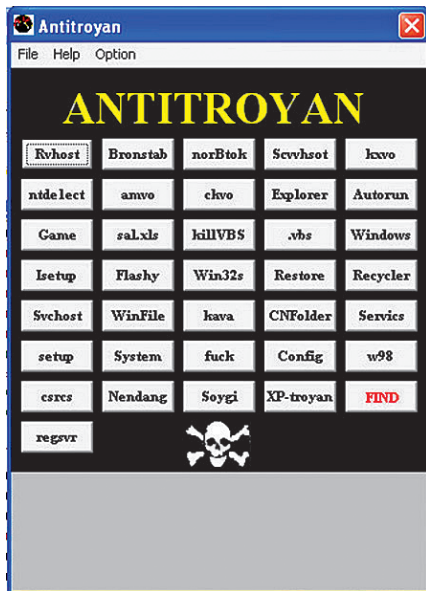 Antitroyan
File Help Option
ANTITROYAN
Rvhost Bronstab norBtok Scvvhsot kxvo
ntdelect amvo ckvo Explorer Autorun
Game saLxls killVBS .vbs Windows
Isetup Flashy Win32s Restore Recycler
Svchost WinFile kava CNFolder Servics
setup System fuck Config w98
csrcs Nendang Soygi XP-troyan FIND
regsvr